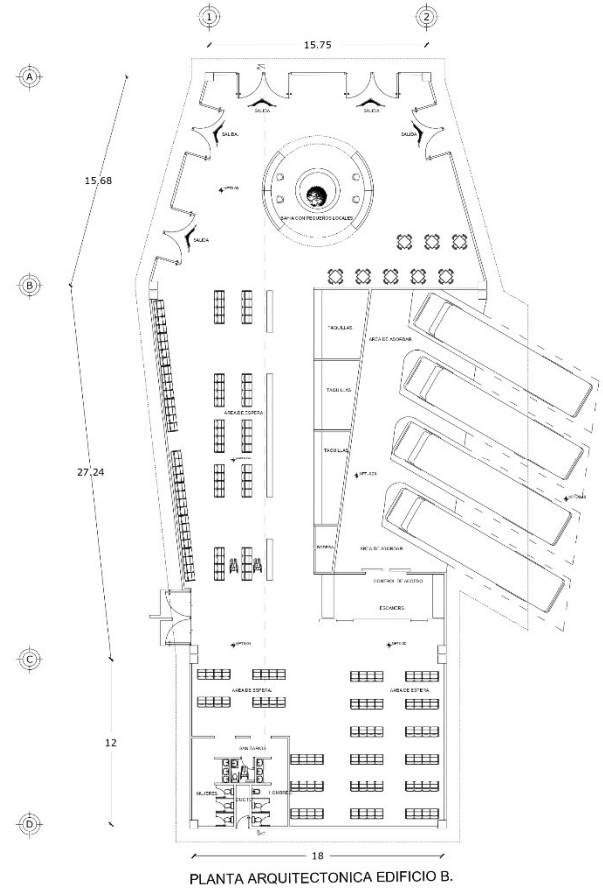 1
2
15.75
A
SALIDA
SALIDA
SALIDA.
SALIDA
15.68
BAHIA CON PEQUEÑOS LOCALES
SALIDA
B
TAQUILLAS.
AREA DE ABORDAR.
TAQUILLAS.
AREA DE ESPERA.
TAQUILLAS.
27.24
AREA DE ABORDAR
CONTROL DE ACCESO
ESCANERS.
C
AREA DE ESPERA.
AREA DE ESPERA.
12
SANITARIOS
MUJERES
HOMBRES.
DUCTO
D
18
PLANTA ARQUITECTONICA EDIFICIO B.